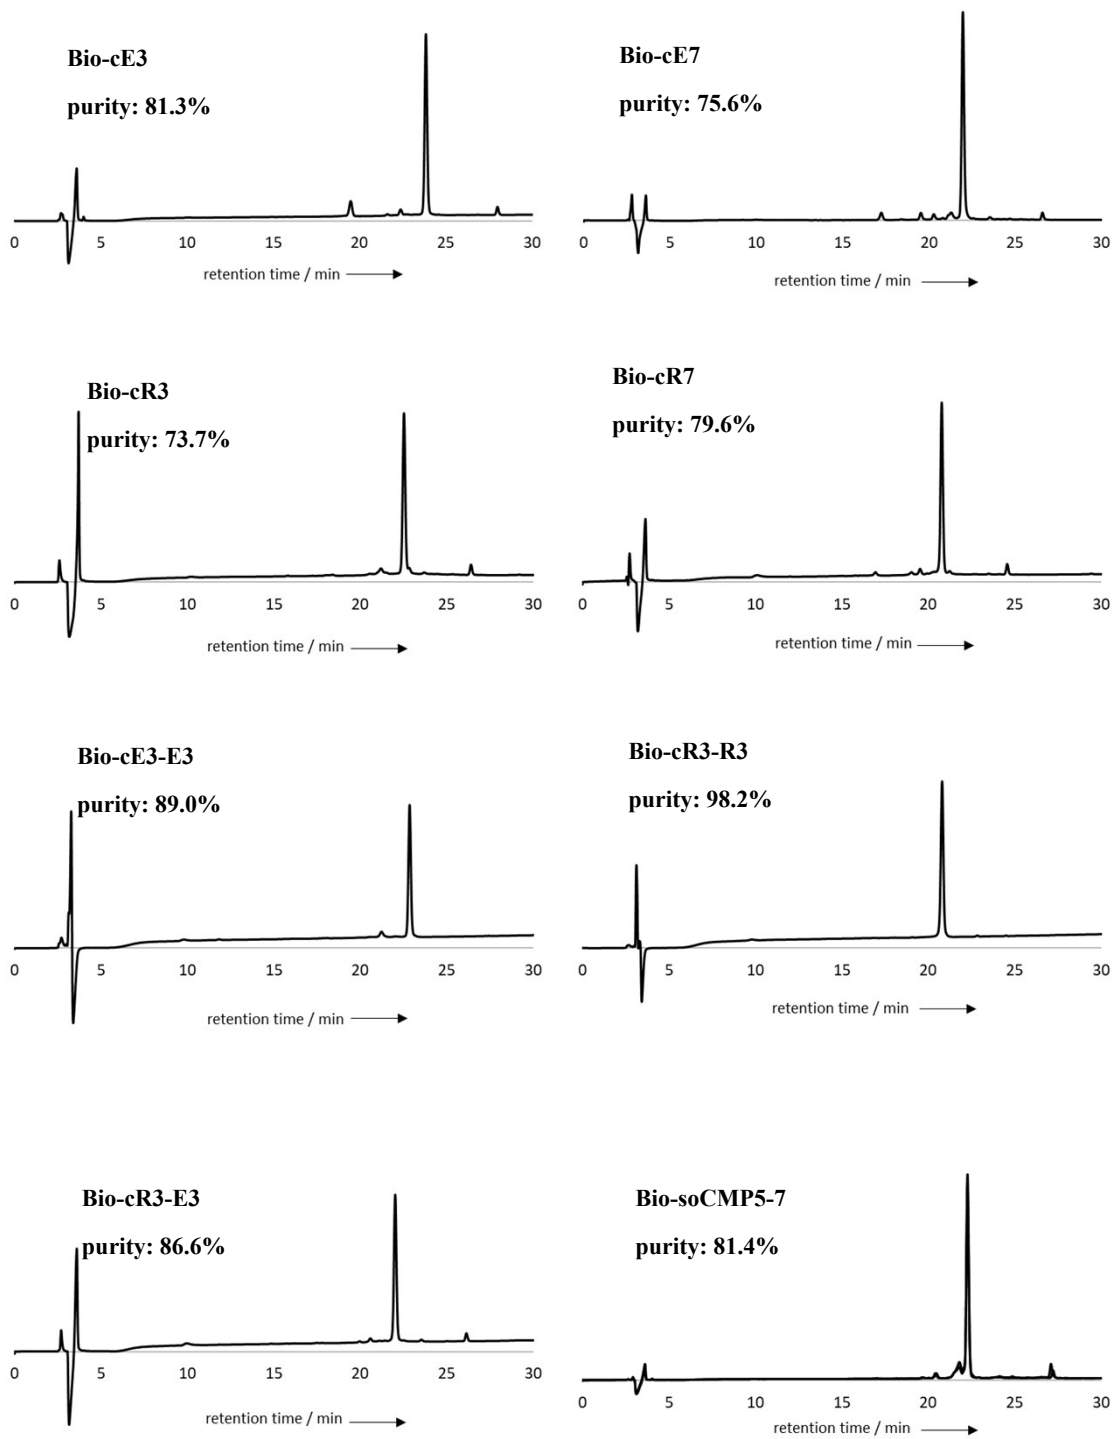 Bio-cE3
purity: 81.3%
0 5 10 15 20 25 30
retention time / min
Bio-cE7
purity: 75.6%
0 5 10 15 20 25 30
retention time / min
Bio-cR3
purity: 73.7%
0 5 10 15 20 25 30
retention time / min
Bio-cR7
purity: 79.6%
0 5 10 15 20 25 30
retention time / min
Bio-cE3-E3
purity: 89.0%
0 5 10 15 20 25 30
retention time / min
Bio-cR3-R3
purity: 98.2%
0 5 10 15 20 25 30
retention time / min
Bio-cR3-E3
purity: 86.6%
0 5 10 15 20 25 30
retention time / min
Bio-soCMP5-7
purity: 81.4%
0 5 10 15 20 25 30
retention time / min